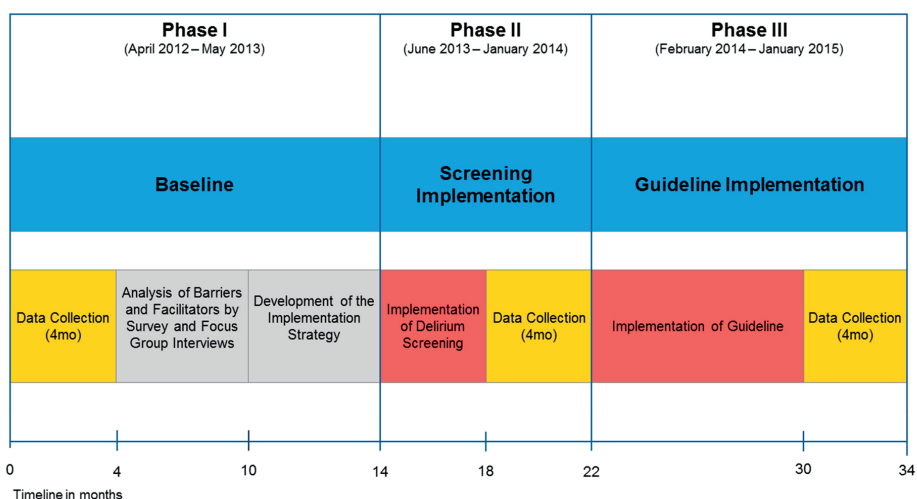 Phase I
(April 2012 – May 2013)
Phase II
(June 2013 – January 2014)
Phase III
(February 2014 – January 2015)
Baseline
Screening
Implementation
Guideline Implementation
Data Collection
(4mo)
Analysis of Barriers
and Facilitators by
Survey and Focus
Group Interviews
Development of the
Implementation
Strategy
Implementation
of Delirium
Screening
Data Collection
(4mo)
Implementation of Guideline
Data Collection
(4mo)
0 4 10 14 18 22 30 34
Timeline in months